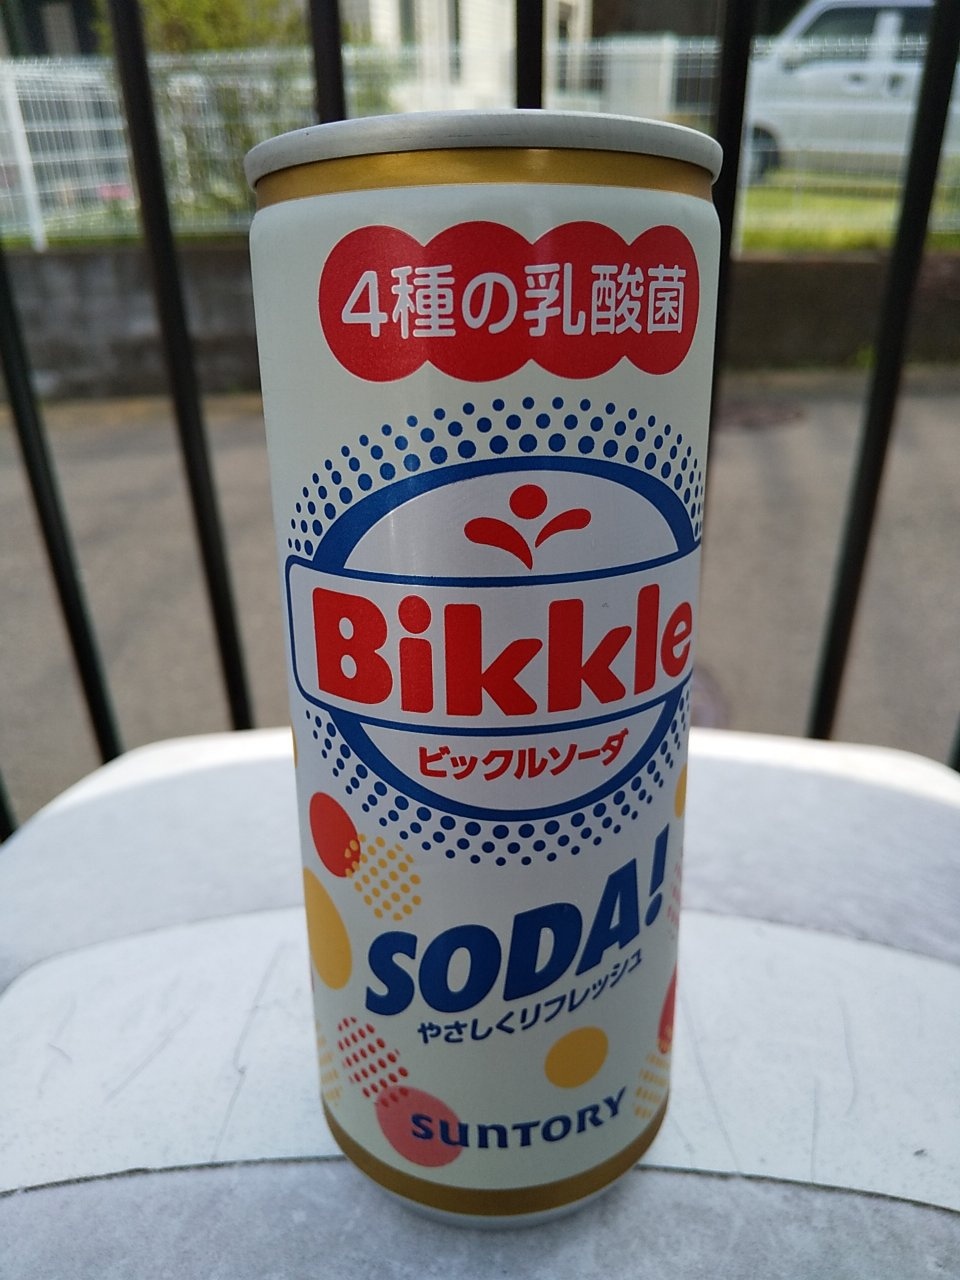 4種の乳酸菌
Bikkle
ビックルソーダ
SODA!
やさしくリフレッシュ
SUNTORY